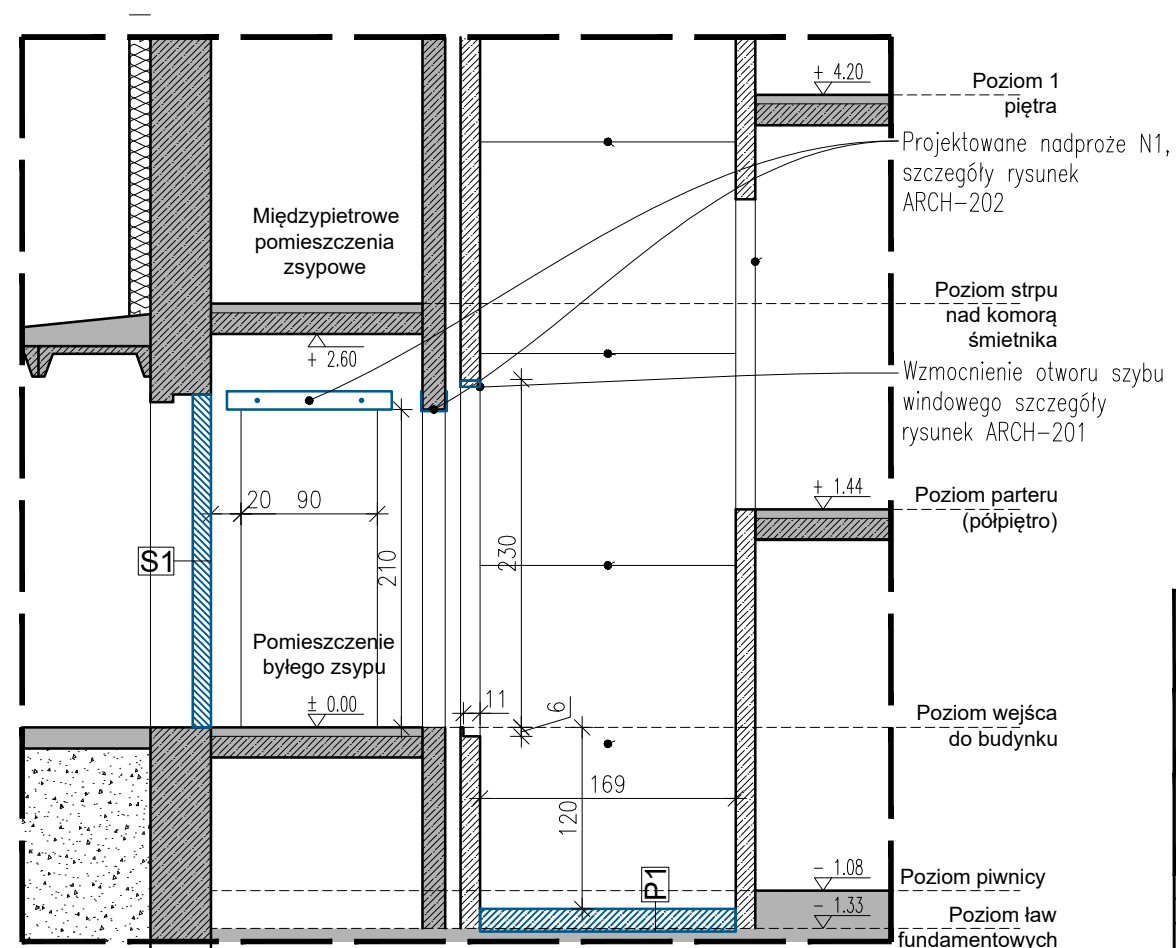 + 4.20
Poziom 1
piętra
Projektowane nadproże N1,
szczegóły rysunek
ARCH-202
Międzypietrowe
pomieszczenia
zsypowe
Poziom strpu
nad komorą
śmietnika
+ 2.60
Wzmocnienie otworu szybu
windowego szczegóły
rysunek ARCH-201
+ 1.44
Poziom parteru
(półpiętro)
20 90
S1
210
230
Pomieszczenie
byłego zsypu
± 0.00
11
6
Poziom wejśca
do budynku
169
120
P1
- 1.08
Poziom piwnicy
- 1.33
Poziom ław
fundamentowych